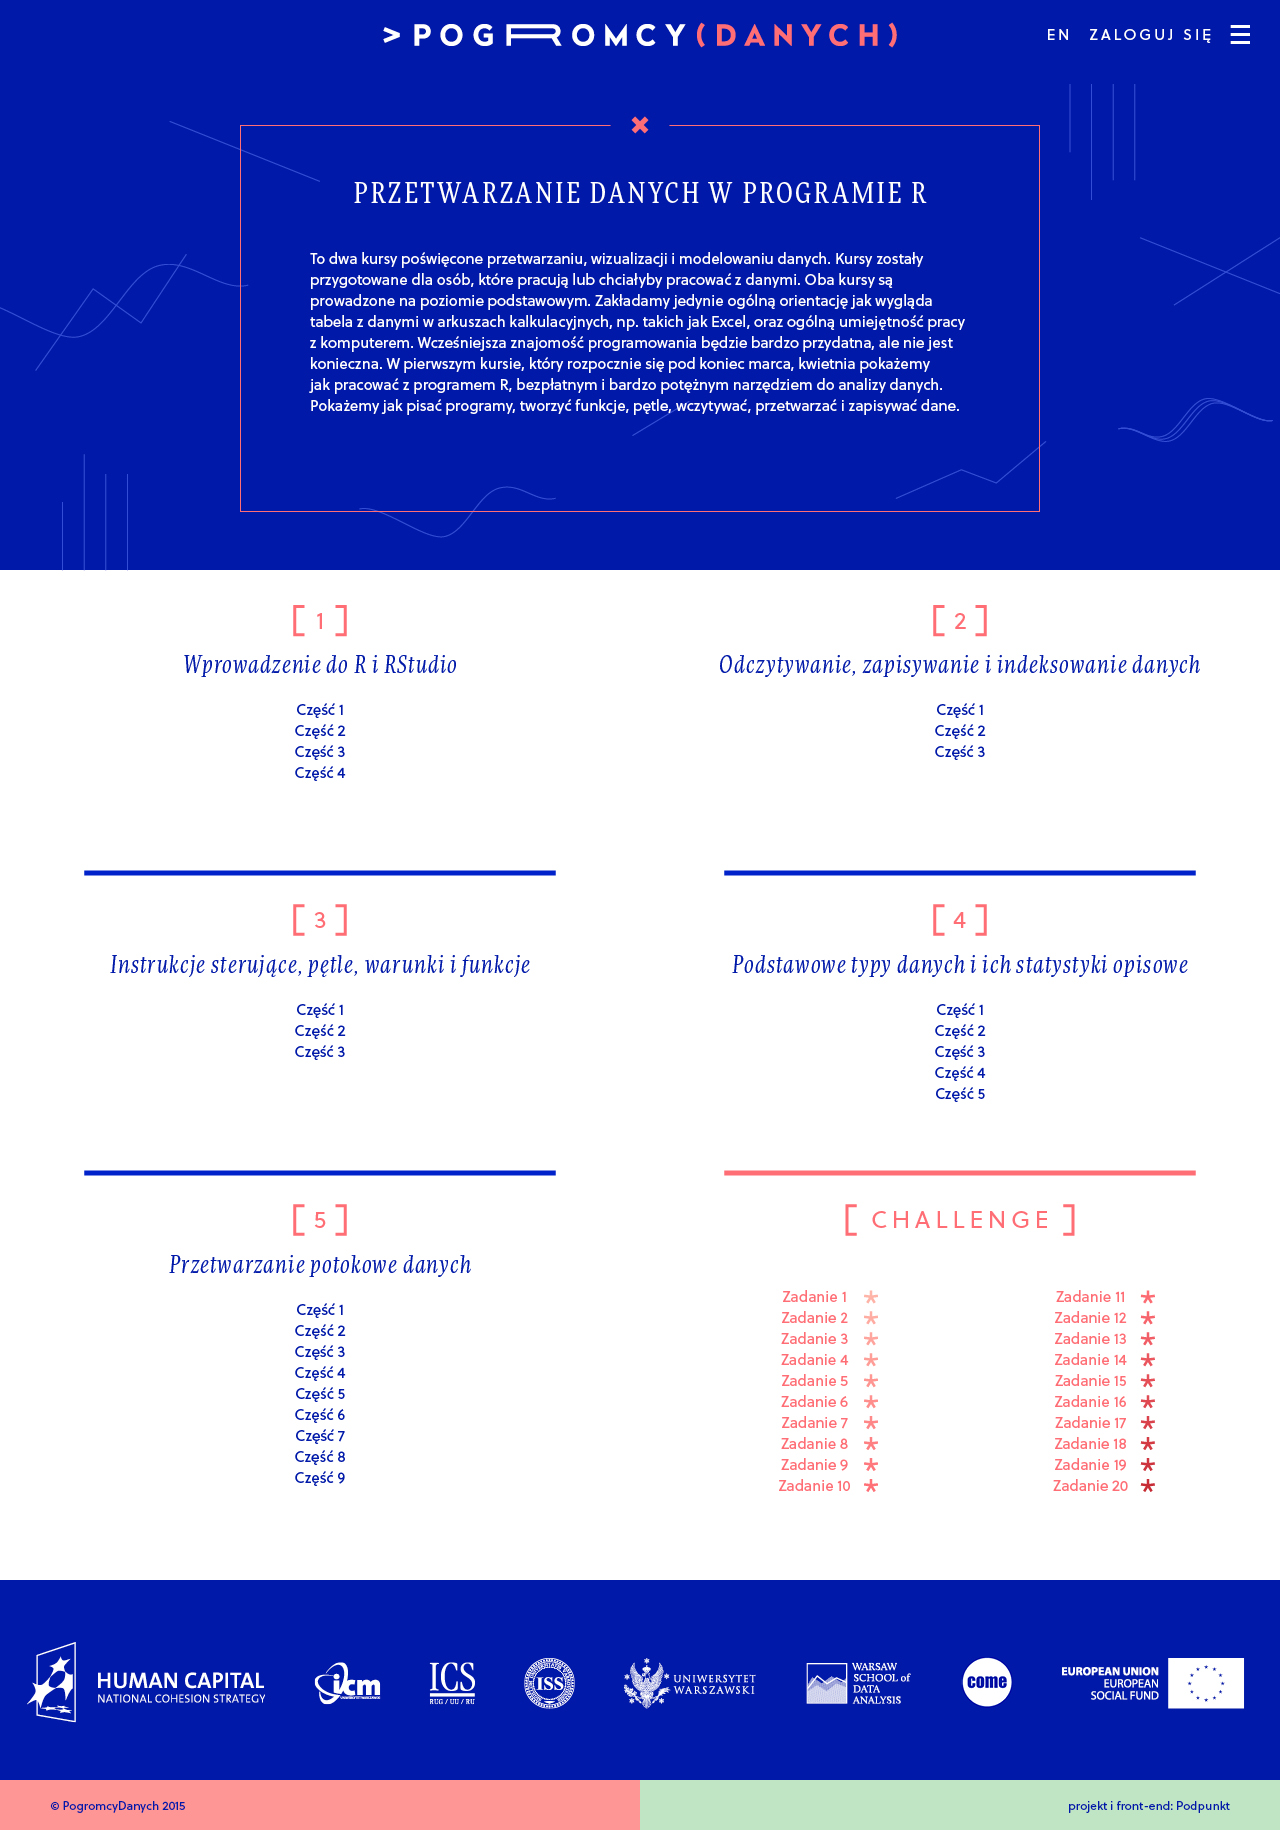 > POGROMCY(DANYCH)
EN ZALOGUJ SIĘ
PRZETWARZANIE DANYCH W PROGRAMIE R
To dwa kursy poświęcone przetwarzaniu, wizualizacji i modelowaniu danych. Kursy zostały
przygotowane dla osób, które pracują lub chciałyby pracować z danymi. Oba kursy są
prowadzone na poziomie podstawowym. Zakładamy jedynie ogólną orientację jak wygląda
tabela z danymi w arkuszach kalkulacyjnych, np. takich jak Excel, oraz ogólną umiejętność pracy
z komputerem. Wcześniejsza znajomość programowania będzie bardzo przydatna, ale nie jest
konieczna. W pierwszym kursie, który rozpocznie się pod koniec marca, kwietnia pokażemy
jak pracować z programem R, bezpłatnym i bardzo potężnym narzędziem do analizy danych.
Pokażemy jak pisać programy, tworzyć funkcje, pętle, wczytywać, przetwarzać i zapisywać dane.
[ 1 ]
Wprowadzenie do R i RStudio
Część 1
Część 2
Część 3
Część 4
[ 2 ]
Odczytywanie, zapisywanie i indeksowanie danych
Część 1
Część 2
Część 3
[ 3 ]
Instrukcje sterujące, pętle, warunki i funkcje
Część 1
Część 2
Część 3
[ 4 ]
Podstawowe typy danych i ich statystyki opisowe
Część 1
Część 2
Część 3
Część 4
Część 5
[ 5 ]
Przetwarzanie potokowe danych
Część 1
Część 2
Część 3
Część 4
Część 5
Część 6
Część 7
Część 8
Część 9
[ CHALLENGE ]
Zadanie 1 *
Zadanie 2 *
Zadanie 3 *
Zadanie 4 *
Zadanie 5 *
Zadanie 6 *
Zadanie 7 *
Zadanie 8 *
Zadanie 9 *
Zadanie 10 *
Zadanie 11 *
Zadanie 12 *
Zadanie 13 *
Zadanie 14 *
Zadanie 15 *
Zadanie 16 *
Zadanie 17 *
Zadanie 18 *
Zadanie 19 *
Zadanie 20 *
HUMAN CAPITAL
NATIONAL COHESION STRATEGY
icm
UNIWERSYTET WARSZAWSKI
ICS
RUG / UU / RU
ISS
UNIWERSYTET
WARSZAWSKI
WARSAW
SCHOOL of
DATA
ANALYSIS
come
EUROPEAN UNION
EUROPEAN
SOCIAL FUND
© PogromcyDanych 2015
projekt i front-end: Podpunkt